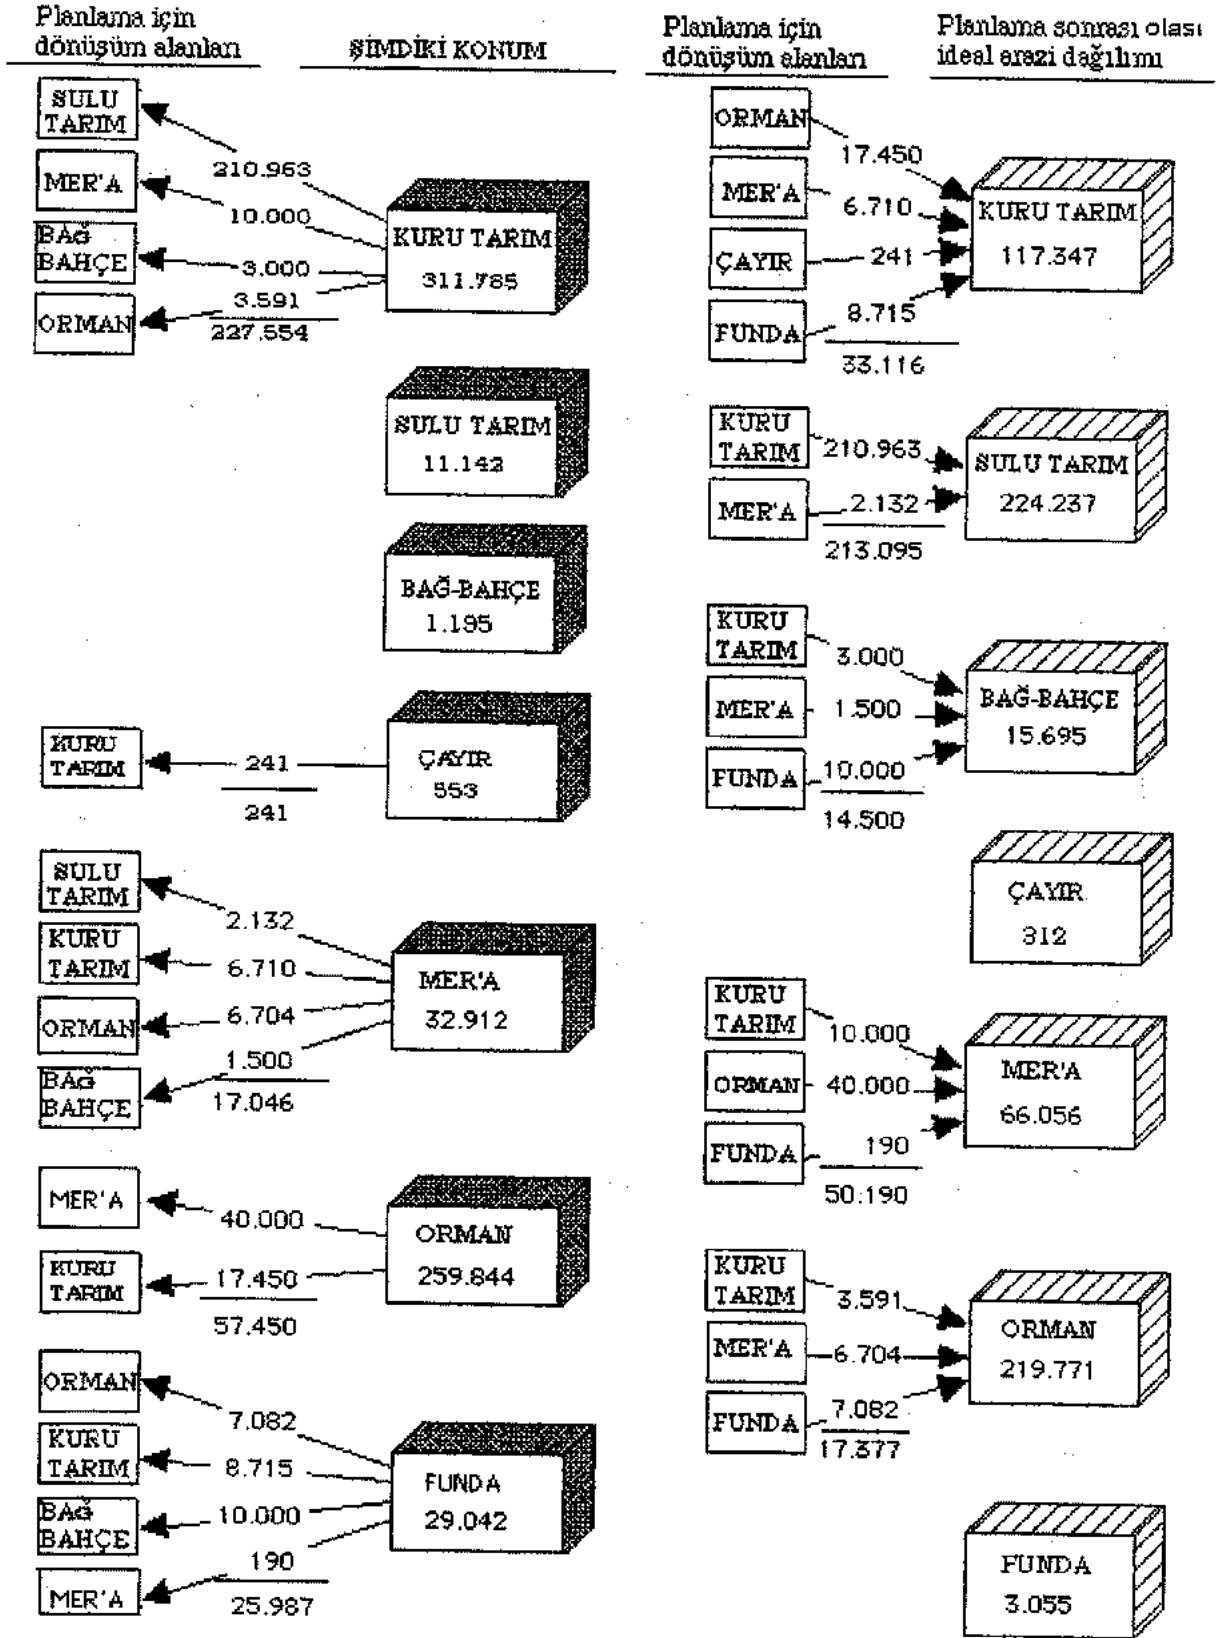 Planlama için
dönüşüm alanları
ŞİMDİKİ KONUM
SULU
TARIM
210.963
MER'A
10.000
BAĞ
BAHÇE
3.000
ORMAN
3.591
227.554
KURU TARIM
311.785
SULU TARIM
11.142
BAĞ-BAHÇE
1.195
KURU
TARIM
241
241
ÇAYIR
553
SULU
TARIM
2.132
KURU
TARIM
6.710
ORMAN
6.704
BAĞ
BAHÇE
1.500
17.046
MER'A
32.912
MER'A
40.000
KURU
TARIM
17.450
57.450
ORMAN
259.844
ORMAN
7.082
KURU
TARIM
8.715
BAĞ
BAHÇE
10.000
MER'A
190
25.987
FUNDA
29.042
Planlama için
dönüşüm alanları
Planlama sonrası olası
ideal arazi dağılımı
ORMAN
17.450
MER'A
6.710
ÇAYIR
241
FUNDA
8.715
33.116
KURU TARIM
117.347
KURU
TARIM
210.963
MER'A
2.132
213.095
SULU TARIM
224.237
KURU
TARIM
3.000
MER'A
1.500
FUNDA
10.000
14.500
BAĞ-BAHÇE
15.695
ÇAYIR
312
KURU
TARIM
10.000
ORMAN
40.000
FUNDA
190
50.190
MER'A
66.056
KURU
TARIM
3.591
MER'A
6.704
FUNDA
7.082
17.377
ORMAN
219.771
FUNDA
3.055